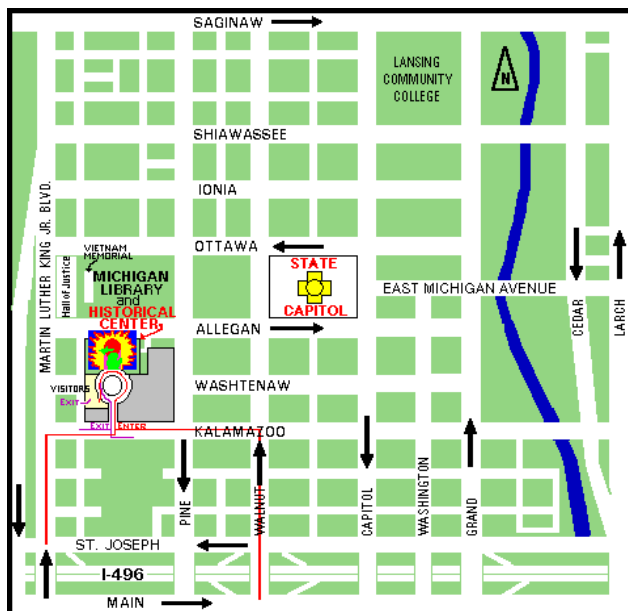 SAGINAW
LANSING
COMMUNITY
COLLEGE
N
SHIAWASSEE
IONIA
MARTIN LUTHER KING JR. BLVD.
OTTAWA
VIETNAM
MEMORIAL
Hall of Justice
MICHIGAN
LIBRARY
and
HISTORICAL
CENTER
STATE
CAPITOL
EAST MICHIGAN AVENUE
CEDAR
LARCH
ALLEGAN
WASHTENAW
VISITORS
EXIT
EXIT ENTER
KALAMAZOO
PINE
WALNUT
CAPITOL
WASHINGTON
GRAND
ST. JOSEPH
I-496
MAIN